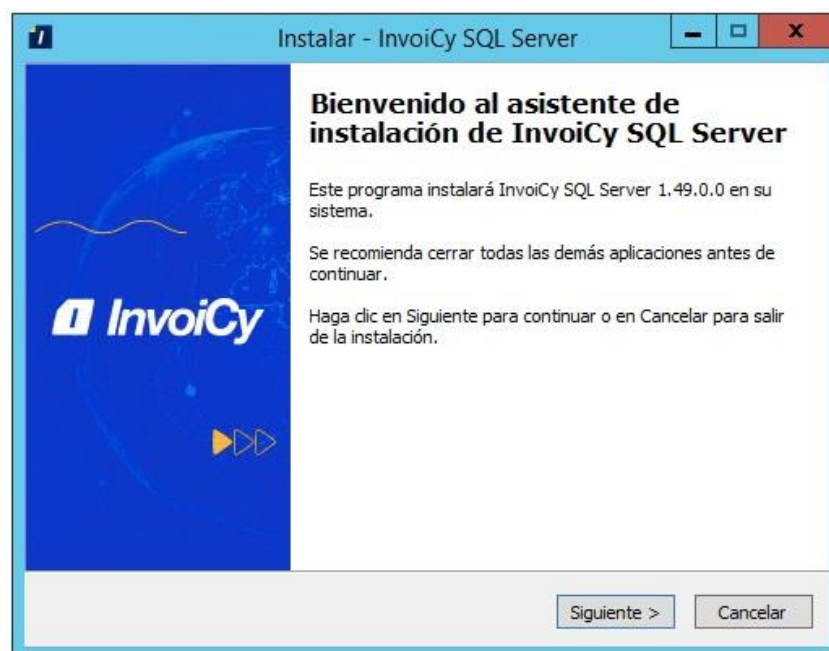 Instalar - InvoiCy SQL Server
Bienvenido al asistente de
instalación de InvoiCy SQL Server
Este programa instalará InvoiCy SQL Server 1.49.0.0 en su
sistema.
Se recomienda cerrar todas las demás aplicaciones antes de
continuar.
Haga clic en Siguiente para continuar o en Cancelar para salir
de la instalación.
InvoiCy
Siguiente >
Cancelar